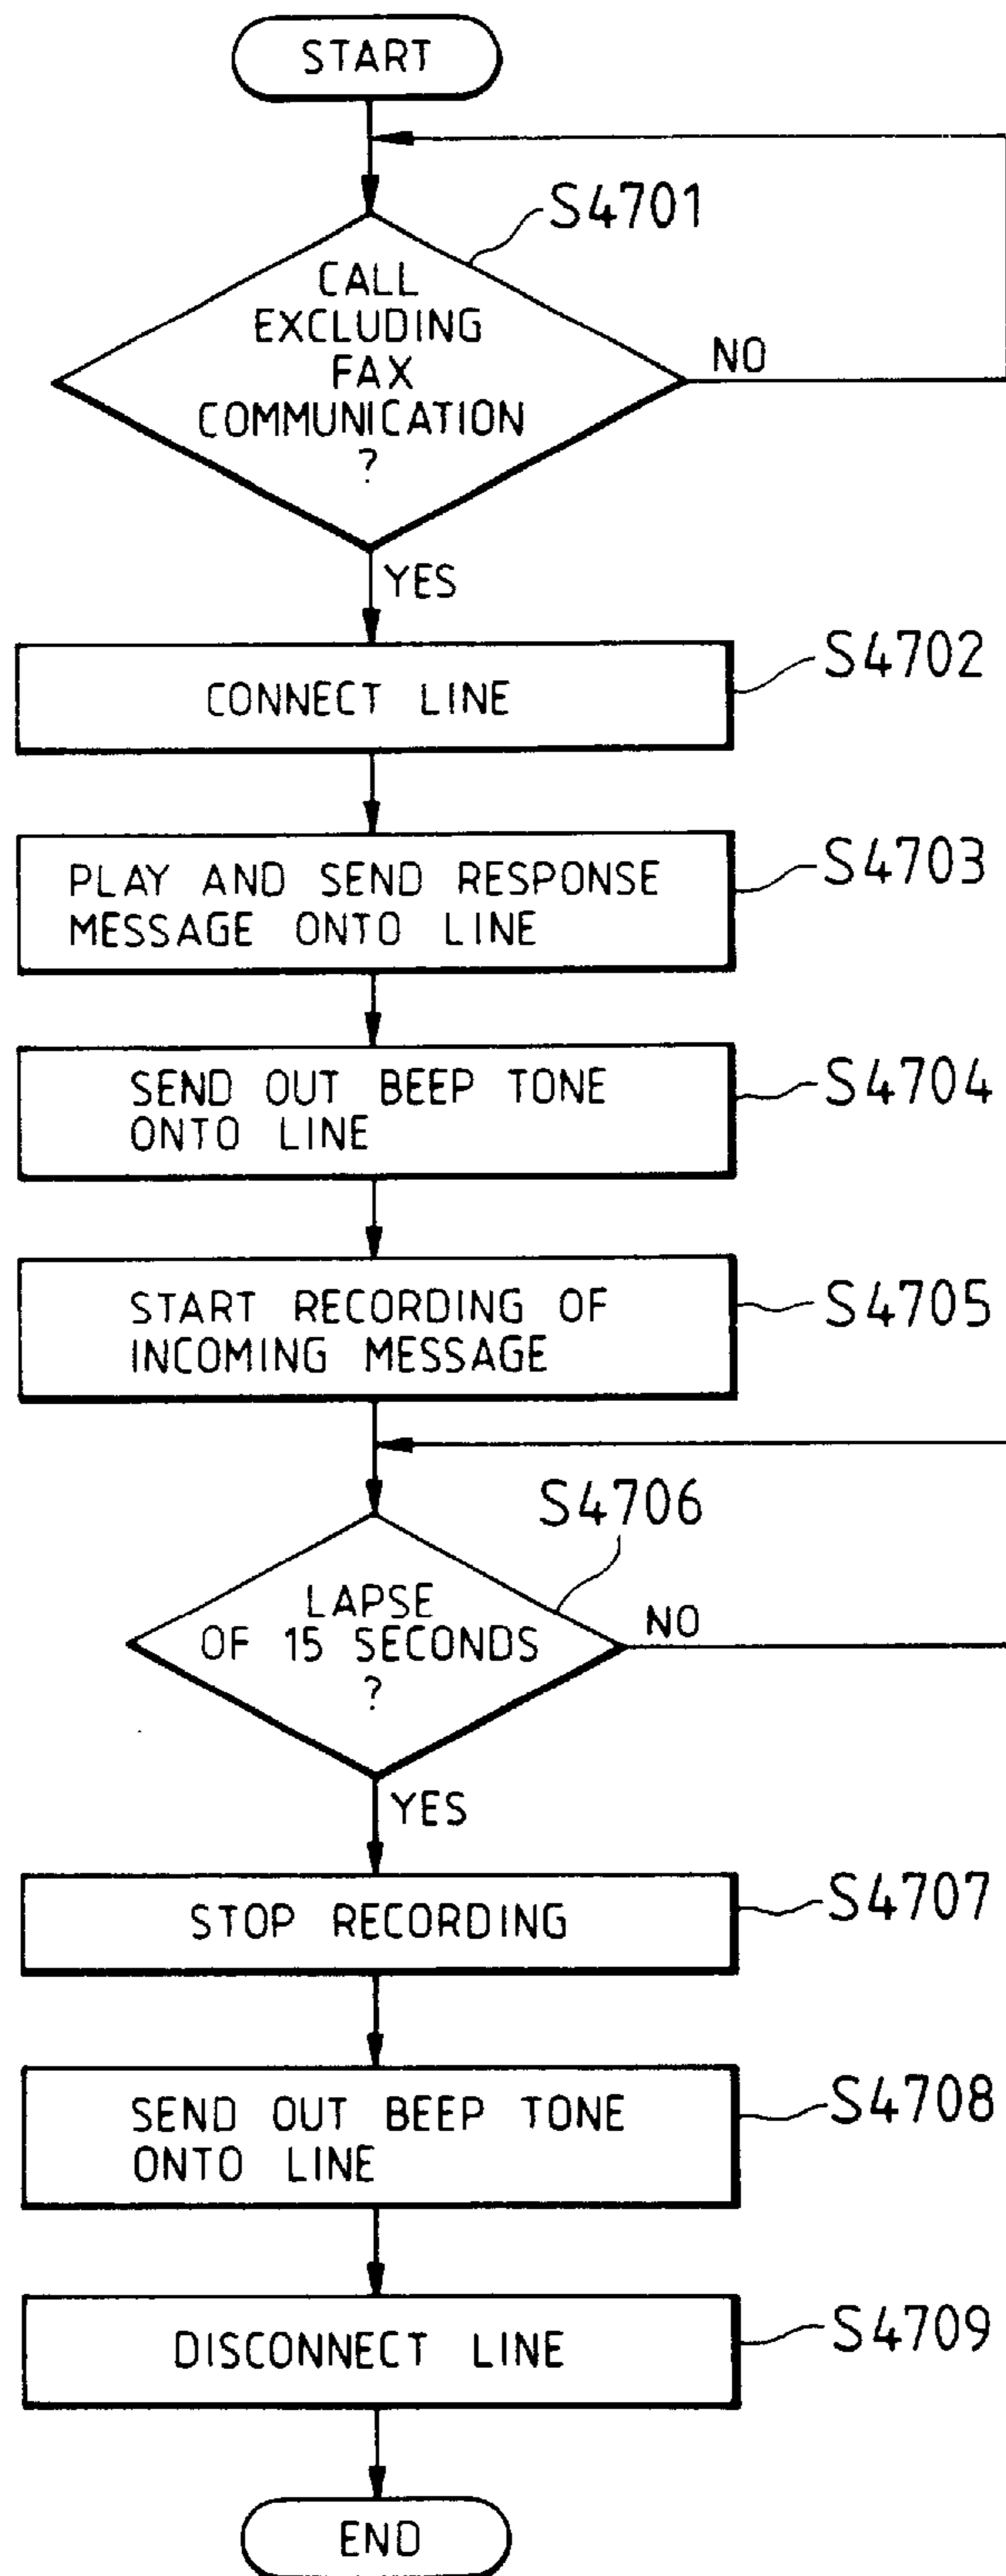 START
S4701
CALL
EXCLUDING
FAX
COMMUNICATION
?
NO
YES
S4702
CONNECT LINE
S4703
PLAY AND SEND RESPONSE
MESSAGE ONTO LINE
S4704
SEND OUT BEEP TONE
ONTO LINE
S4705
START RECORDING OF
INCOMING MESSAGE
S4706
LAPSE
OF 15 SECONDS
?
NO
YES
S4707
STOP RECORDING
S4708
SEND OUT BEEP TONE
ONTO LINE
S4709
DISCONNECT LINE
END